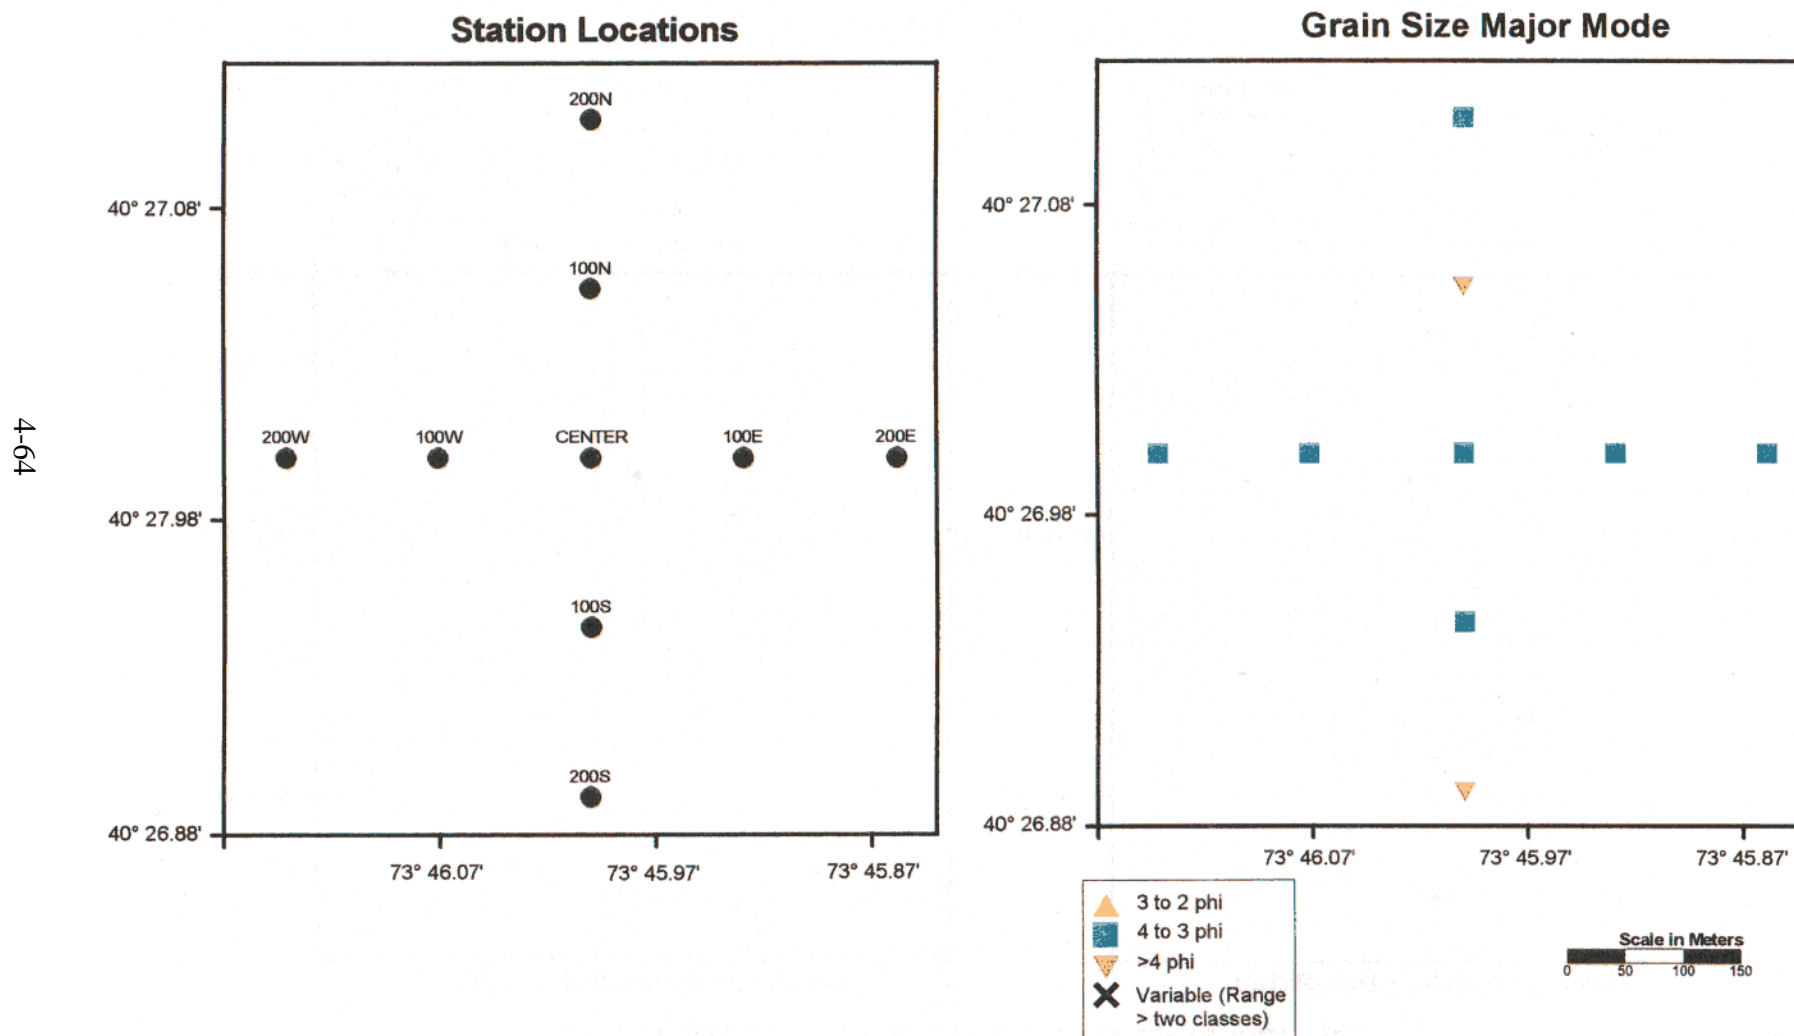 4-64
Station Locations
200N
40° 27.08'
100N
200W 100W CENTER 100E 200E
40° 27.98'
100S
200S
40° 26.88'
73° 46.07' 73° 45.97' 73° 45.87'
Grain Size Major Mode
40° 27.08'
40° 26.98'
40° 26.88'
73° 46.07' 73° 45.97' 73° 45.87'
3 to 2 phi
4 to 3 phi
>4 phi
Variable (Range
> two classes)
Scale in Meters
0 50 100 150